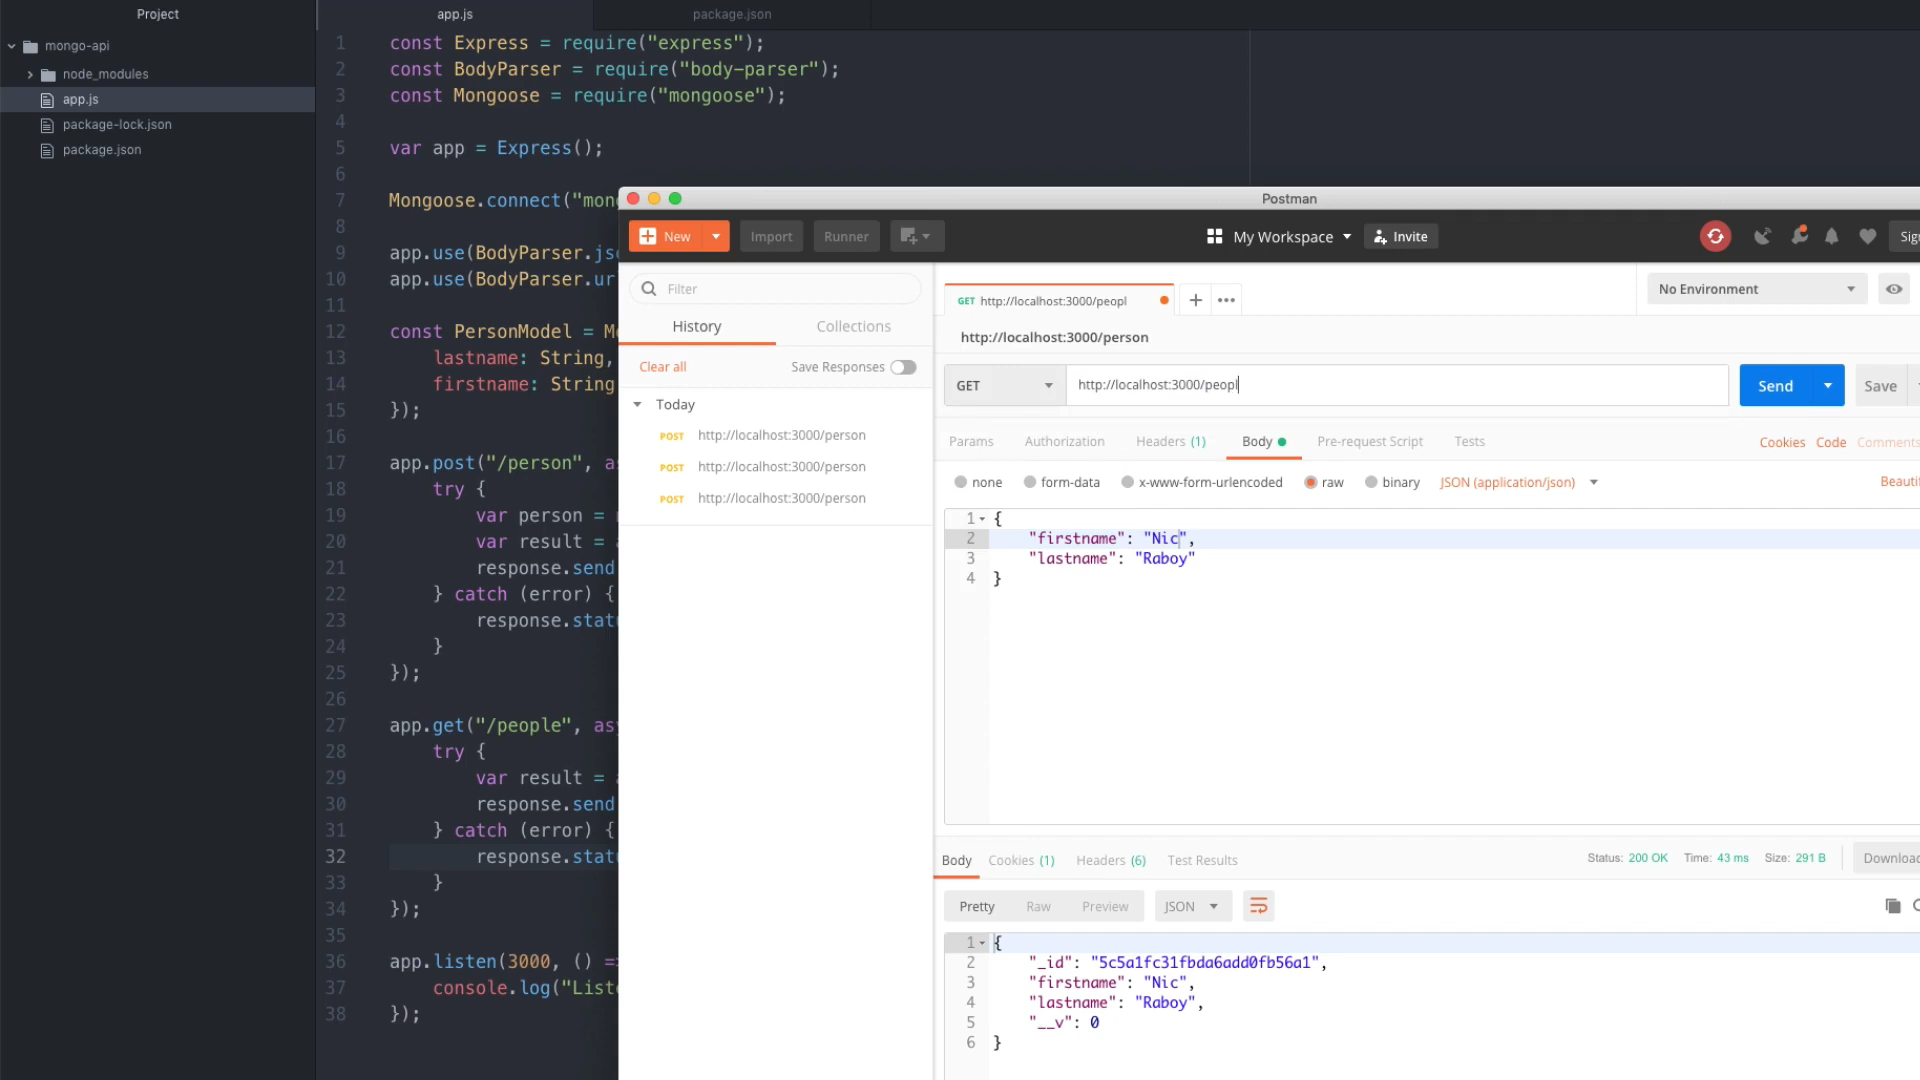 Project
mongo-api
node_modules
app.js
package-lock.json
package.json
app.js
package.json
1 const Express = require("express");
2 const BodyParser = require("body-parser");
3 const Mongoose = require("mongoose");
4
5 var app = Express();
6
7 Mongoose.connect("mon
8
9 app.use(BodyParser.js
10 app.use(BodyParser.ur
11
12 const PersonModel = M
13 lastname: String,
14 firstname: String
15 });
16
17 app.post("/person", as
18 try {
19 var person =
20 var result =
21 response.send
22 } catch (error) {
23 response.stat
24 }
25 });
26
27 app.get("/people", as
28 try {
29 var result =
30 response.send
31 } catch (error) {
32 response.stat
33 }
34 });
35
36 app.listen(3000, () =
37 console.log("List
38 });
Postman
New
Import
Runner
My Workspace
Invite
Sig
Filter
History
Collections
Clear all
Save Responses
Today
POST http://localhost:3000/person
POST http://localhost:3000/person
POST http://localhost:3000/person
GET http://localhost:3000/peopl
No Environment
http://localhost:3000/person
GET
http://localhost:3000/peopl
Send
Save
Params
Authorization
Headers (1)
Body
Pre-request Script
Tests
Cookies
Code
Comments
none
form-data
x-www-form-urlencoded
raw
binary
JSON (application/json)
Beautif
1 {
2 "firstname": "Nic",
3 "lastname": "Raboy"
4 }
Body
Cookies (1)
Headers (6)
Test Results
Status: 200 OK
Time: 43 ms
Size: 291 B
Download
Pretty
Raw
Preview
JSON
1 {
2 "_id": "5c5a1fc31fbda6add0fb56a1",
3 "firstname": "Nic",
4 "lastname": "Raboy",
5 "__v": 0
6 }